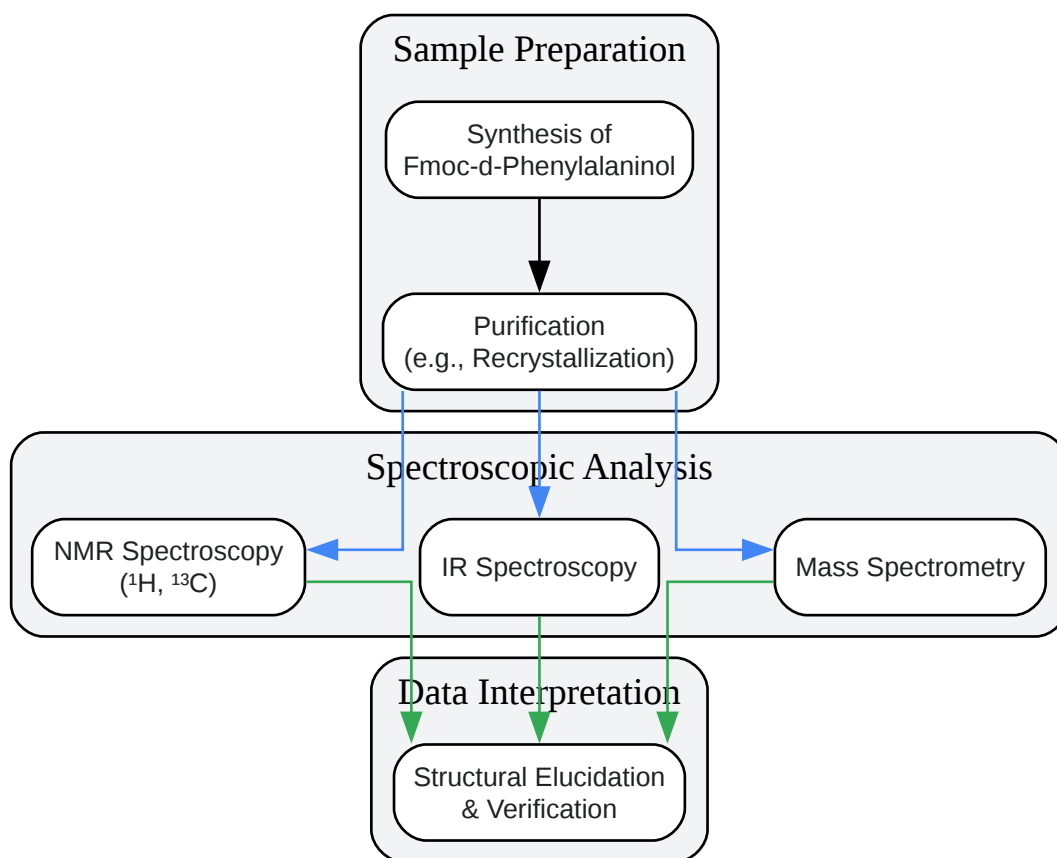 Sample Preparation
Synthesis of
Fmoc-d-Phenylalaninol
Purification
(e.g., Recrystallization)
Spectroscopic Analysis
NMR Spectroscopy
(¹H, ¹³C)
IR Spectroscopy
Mass Spectrometry
Data Interpretation
Structural Elucidation
& Verification